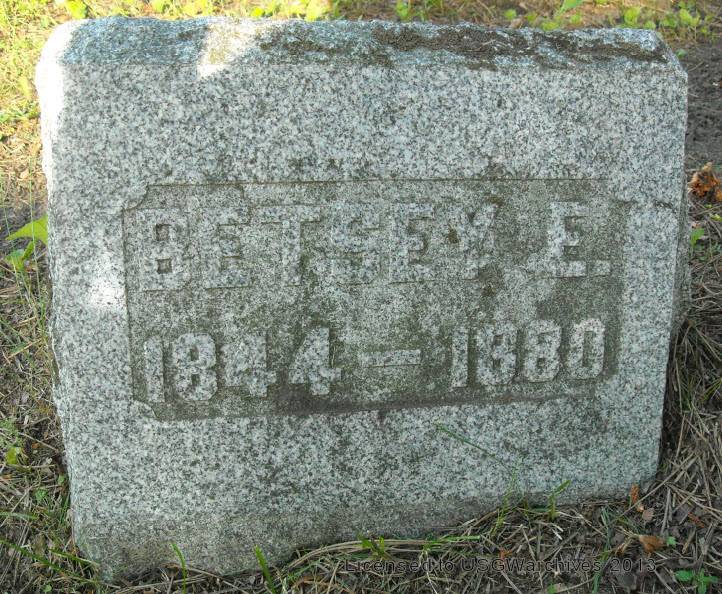 BETSEY E.
1844 – 1880
Licensed to USGWarchives 2013